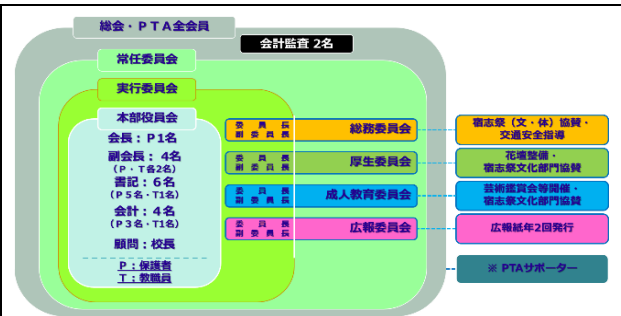 総会・PTA全会員
会計監査 2名
常任委員会
実行委員会
本部役員会
会長：P1名
副会長：4名
（P・T各2名）
書記：6名
（P5名・T1名）
会計：4名
（P3名・T1名）
顧問：校長
P：保護者
T：教職員
委員長
副委員長
総務委員会
宿志祭（文・体）協賛・
交通安全指導
委員長
副委員長
厚生委員会
花壇整備・
宿志祭文化部門協賛
委員長
副委員長
成人教育委員会
芸術鑑賞会等開催・
宿志祭文化部門協賛
委員長
副委員長
広報委員会
広報紙年2回発行
※ PTAサポーター